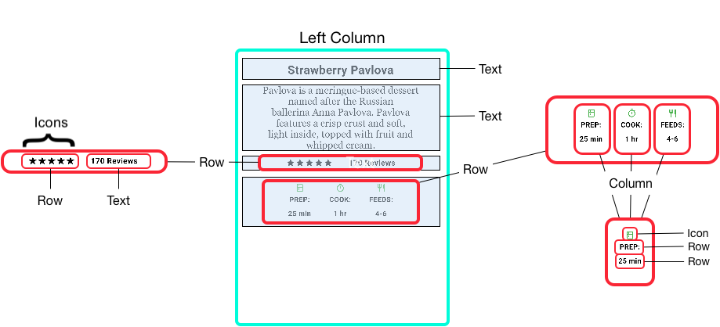 Left Column
Strawberry Pavlova
Text
Pavlova is a meringue-based dessert
named after the Russian
ballerina Anna Pavlova. Pavlova
features a crisp crust and soft,
light inside, topped with fruit and
whipped cream.
Text
Icons
170 Reviews
Row
Text
Row
170 Reviews
Row
PREP: COOK: FEEDS:
25 min 1 hr 4-6
PREP: COOK: FEEDS:
25 min 1 hr 4-6
Column
Icon
PREP: Row
25 min Row